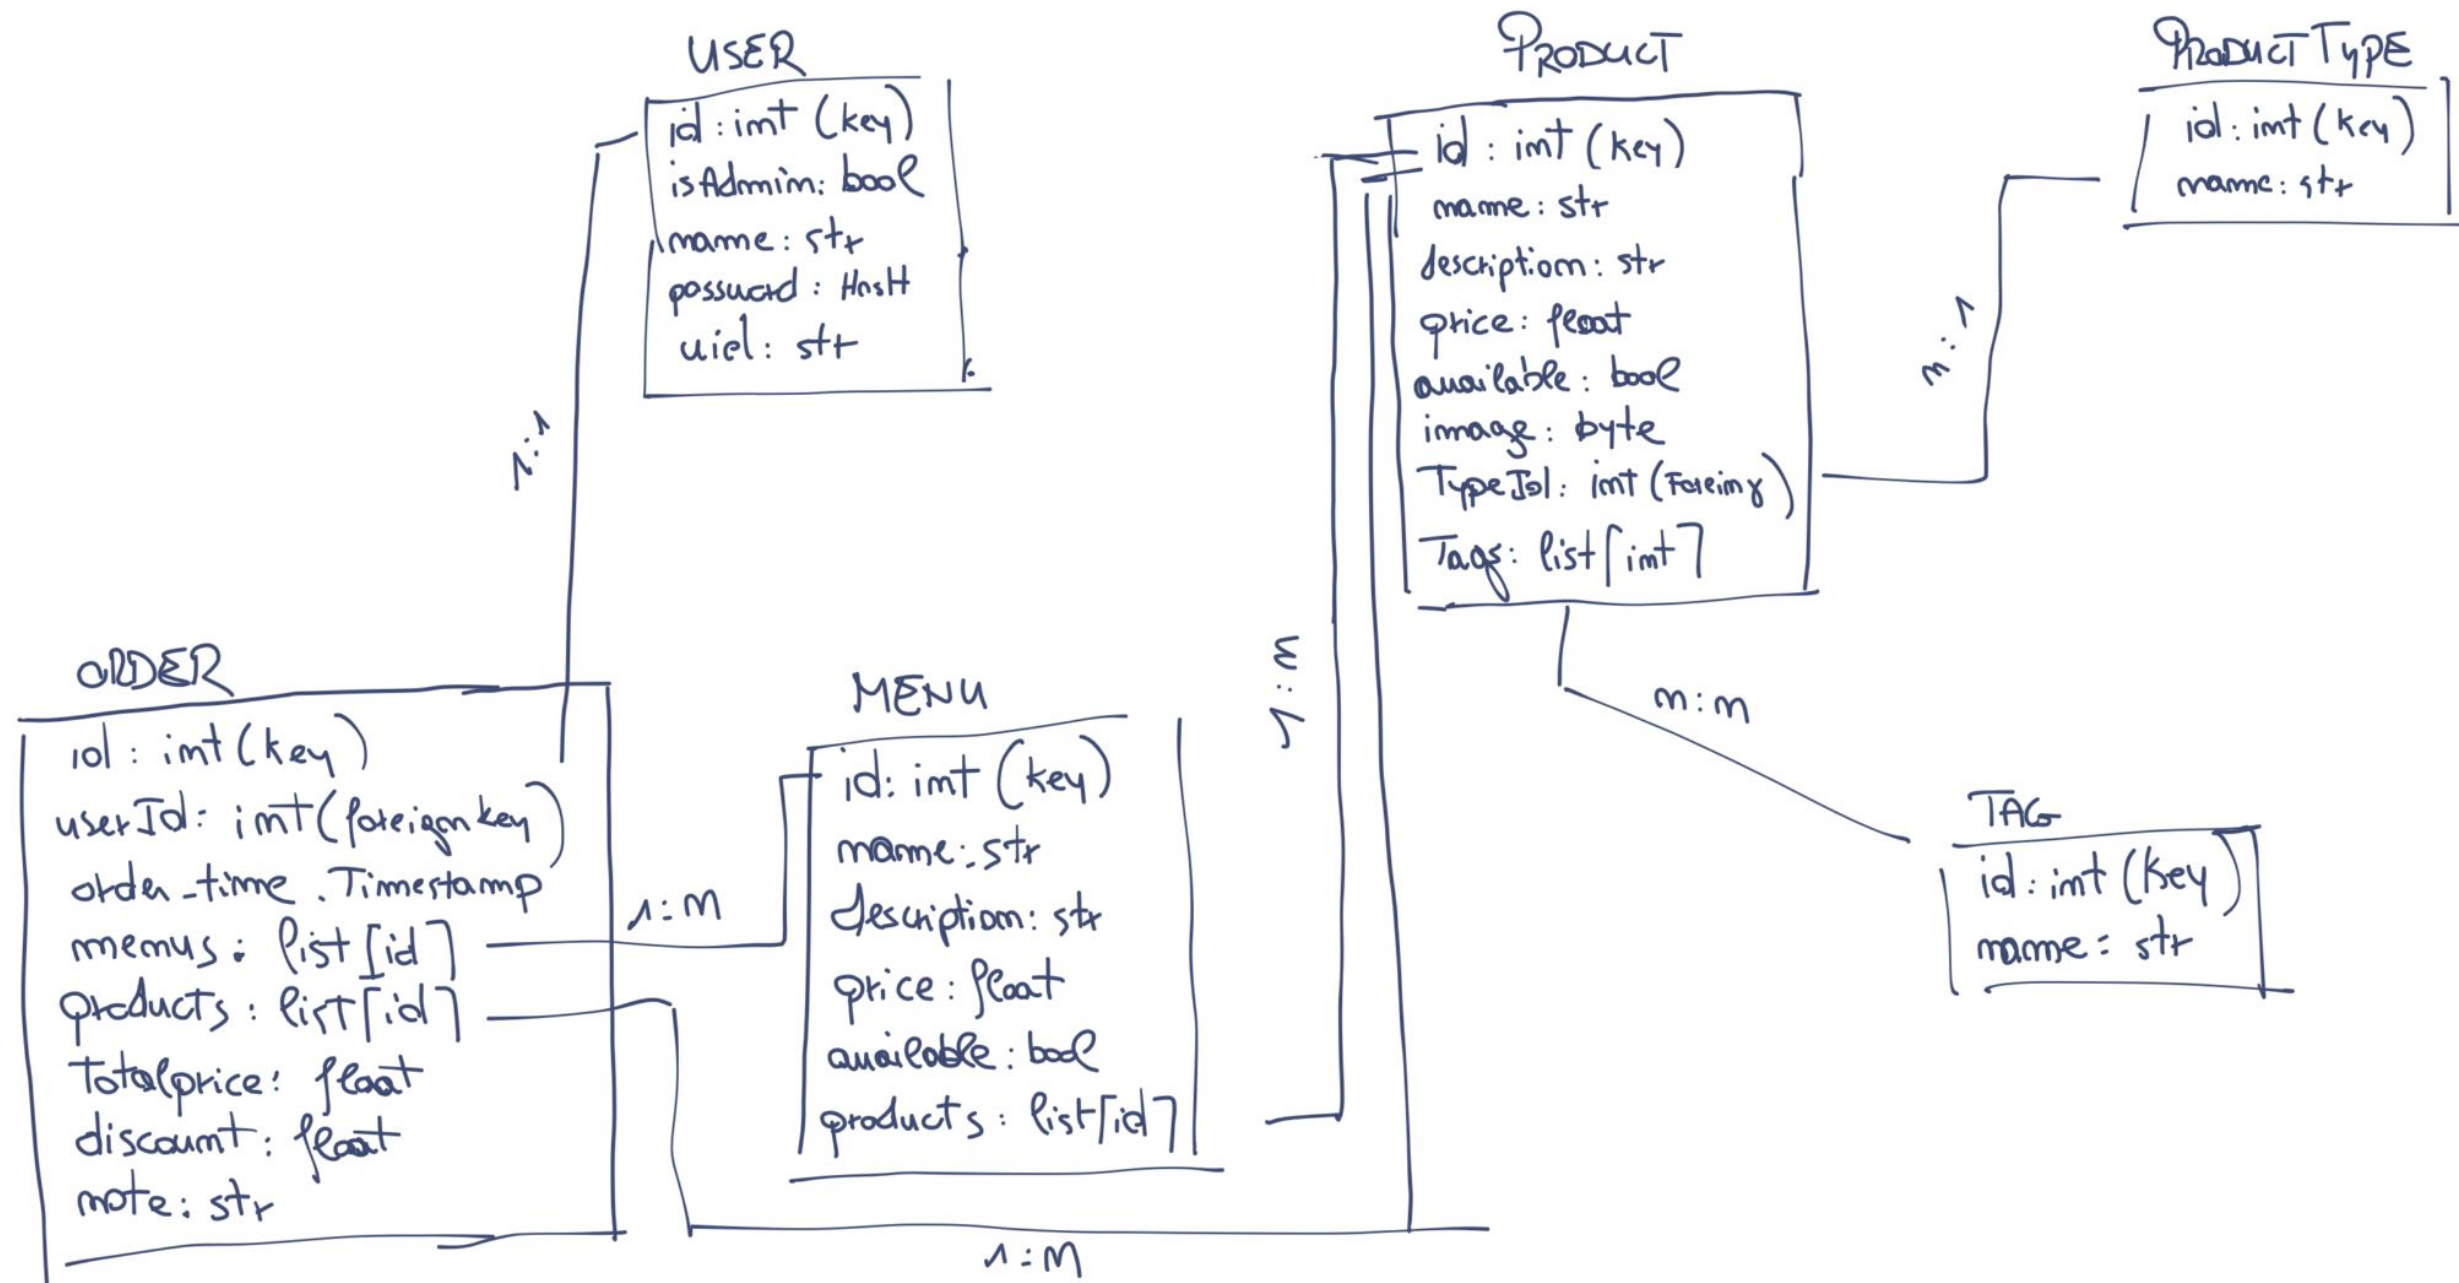 USER
id: int (key)
isAdmin: bool
name: str
password: HasH
uid: str
1:1
PRODUCT
id: int (key)
name: str
description: str
price: float
available: bool
image: byte
TypeId: int (Foreing)
Tags: list[int]
PRODUCT TYPE
id: int (key)
name: str
m:1
ORDER
id: int (key)
userId: int (foreign key)
order_time: Timestamp
menus: list[id]
products: list[id]
Totalprice: float
discount: float
note: str
1:M
MENU
id: int (key)
name: str
description: str
price: float
available: bool
products: list[id]
1:m
m:m
TAG
id: int (key)
name: str
1:M